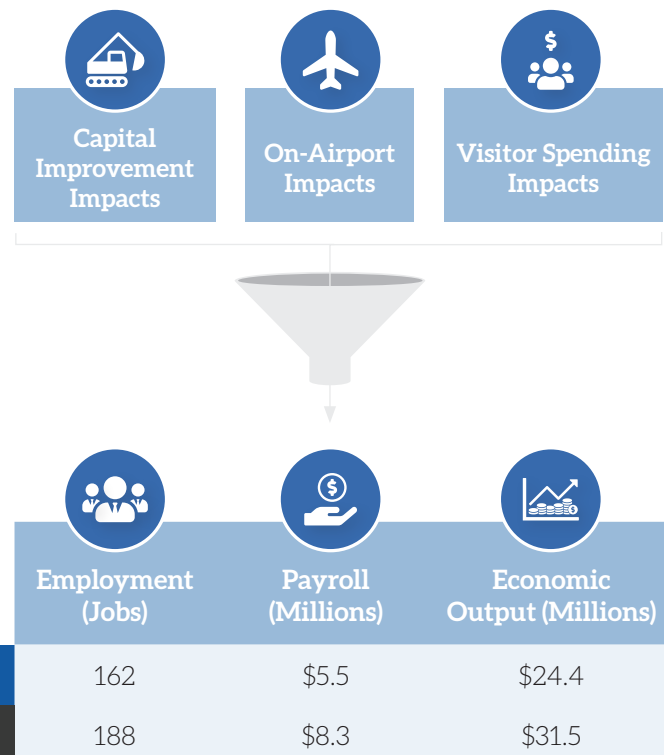 $
Capital
Improvement
Impacts
On-Airport
Impacts
Visitor Spending
Impacts
$
$
Employment
(Jobs)
Payroll
(Millions)
Economic
Output (Millions)
162 $5.5 $24.4
188 $8.3 $31.5